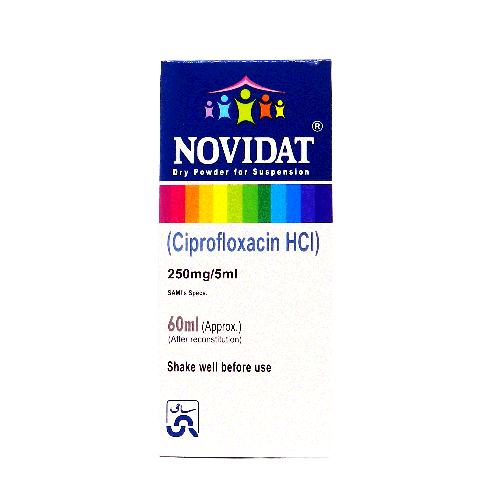 NOVIDAT®
Dry Powder for Suspension
(Ciprofloxacin HCl)
250mg/5ml
SAMI's Specs.
60ml (Approx.)
(After reconstitution)
Shake well before use
سامی